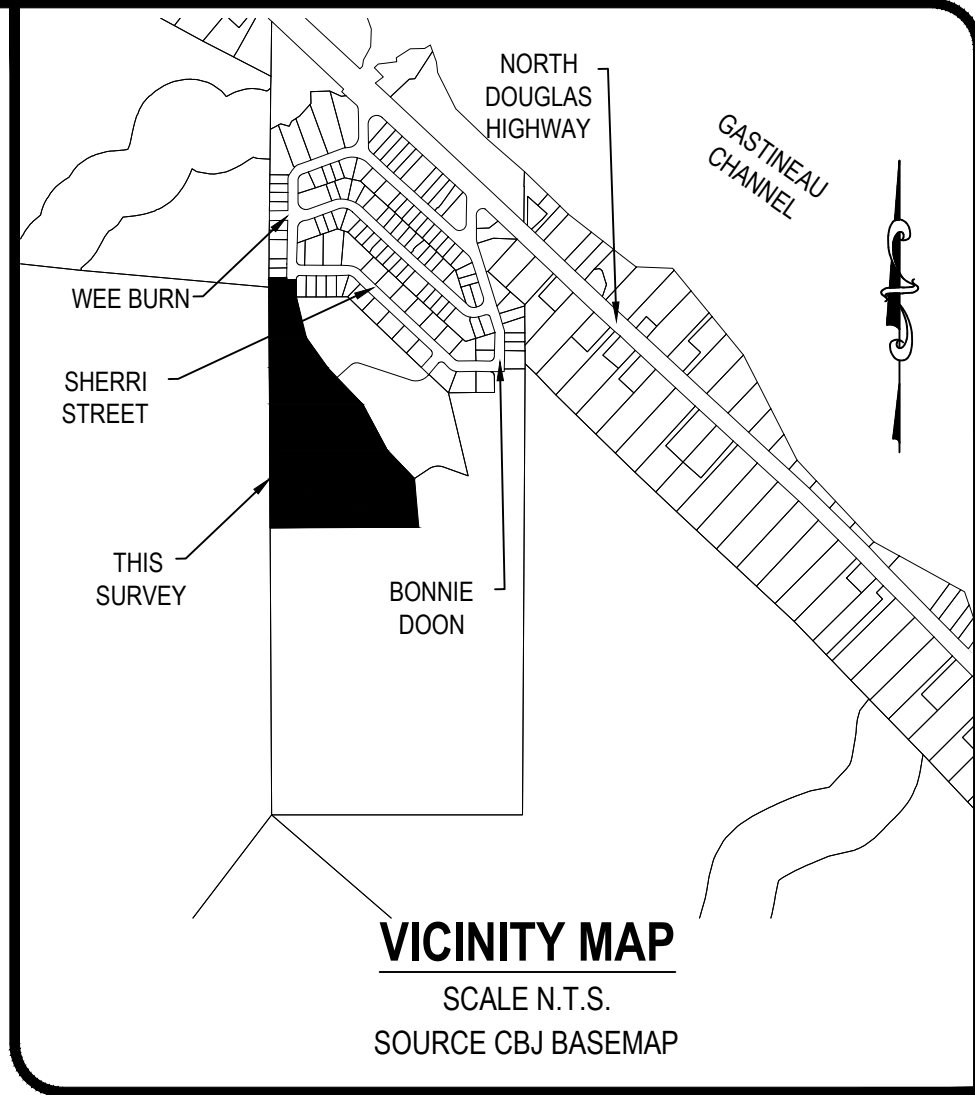 NORTH
DOUGLAS
HIGHWAY
GASTINEAU
CHANNEL
WEE BURN
SHERRI
STREET
THIS
SURVEY
BONNIE
DOON
VICINITY MAP
SCALE N.T.S.
SOURCE CBJ BASEMAP